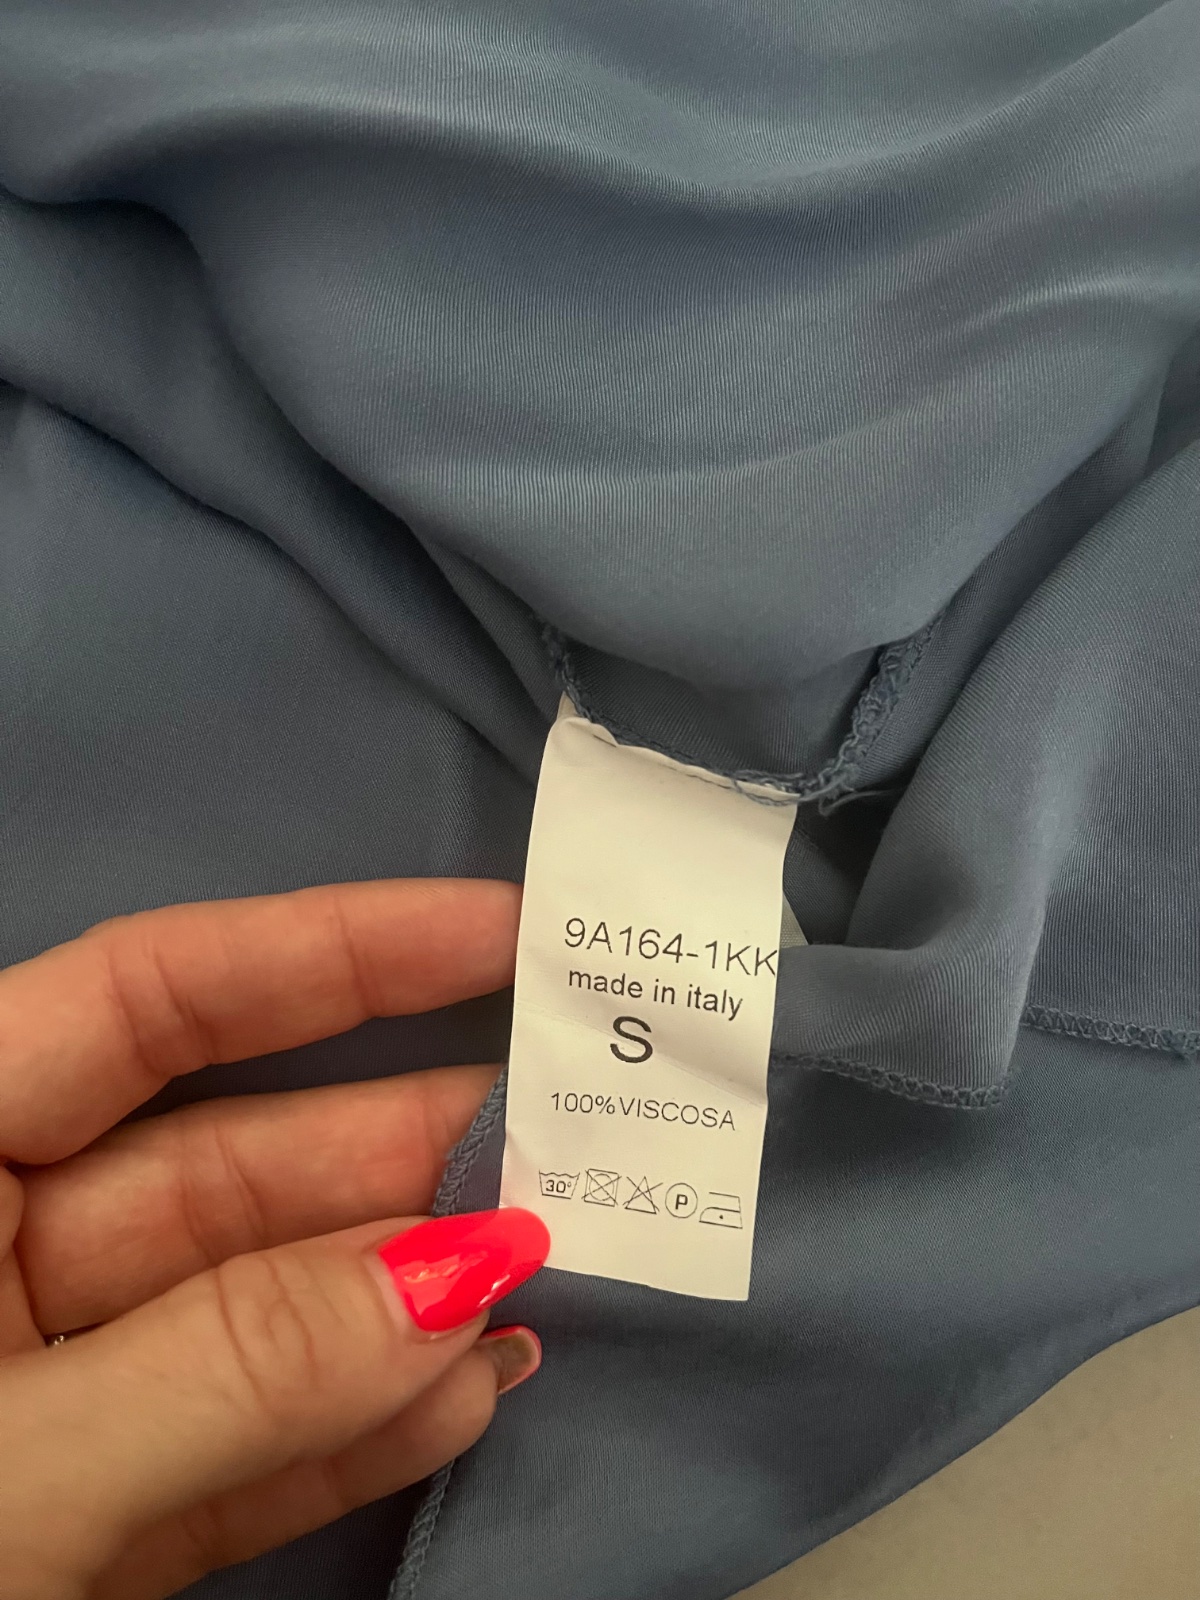 9A164-1KK
made in italy
S
100%VISCOSA
30° P